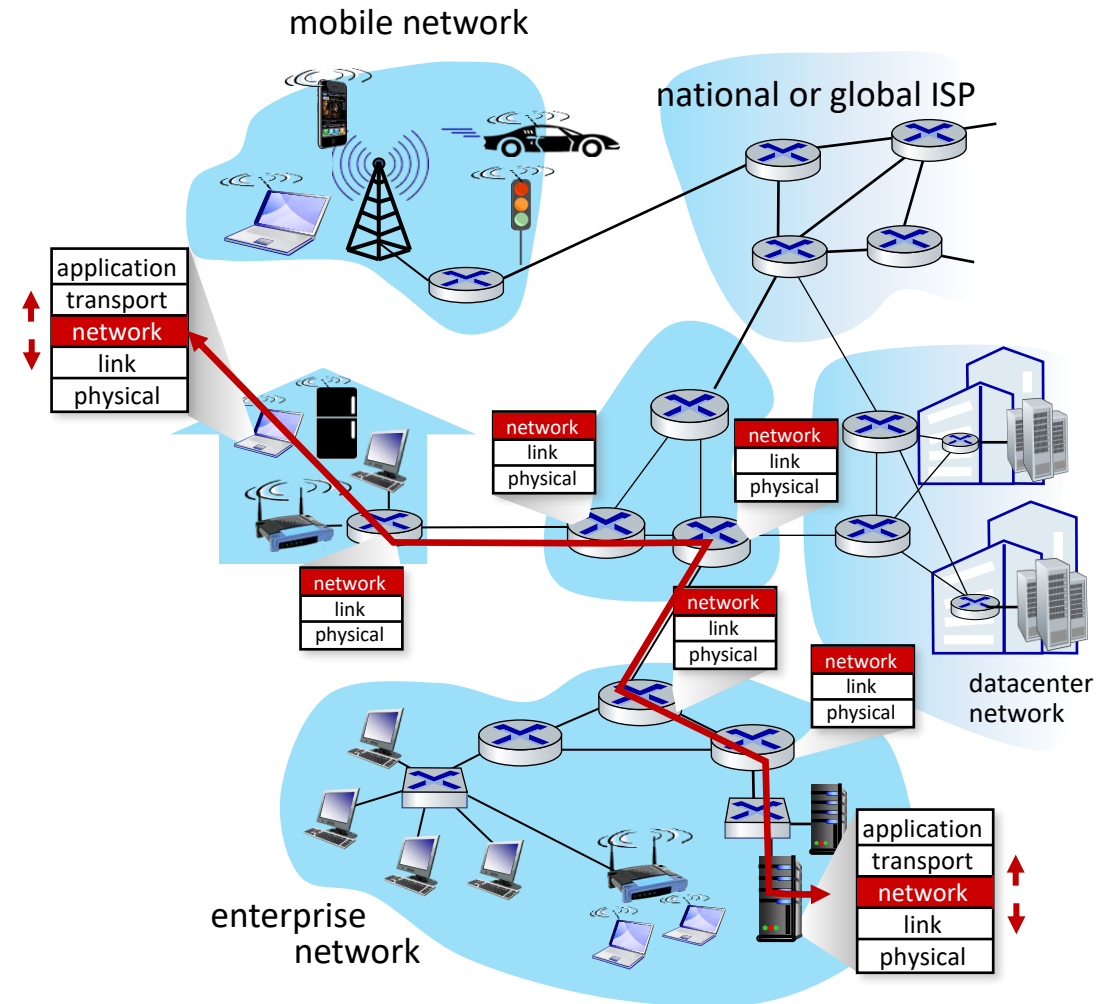 mobile network
national or global ISP
application
transport
network
link
physical
network
link
physical
network
link
physical
network
link
physical
network
link
physical
network
link
physical
datacenter
network
application
transport
network
link
physical
enterprise
network